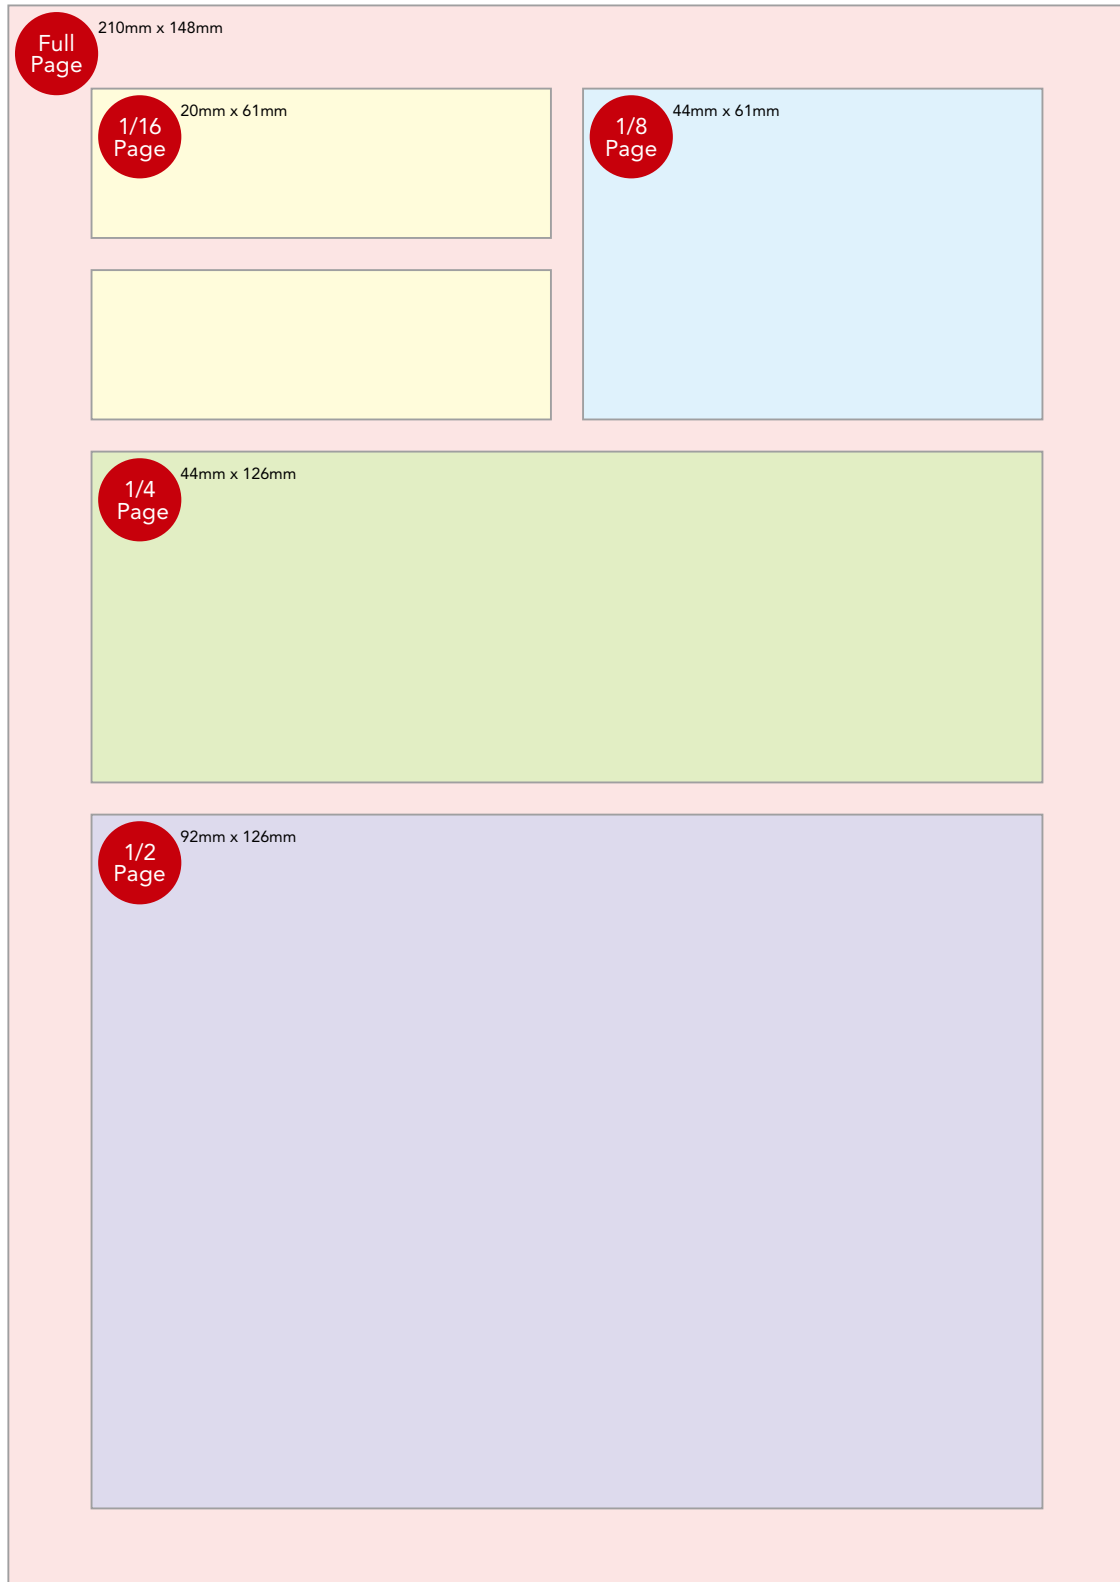 Full
Page
210mm x 148mm
1/16
Page
20mm x 61mm
1/8
Page
44mm x 61mm
1/4
Page
44mm x 126mm
1/2
Page
92mm x 126mm